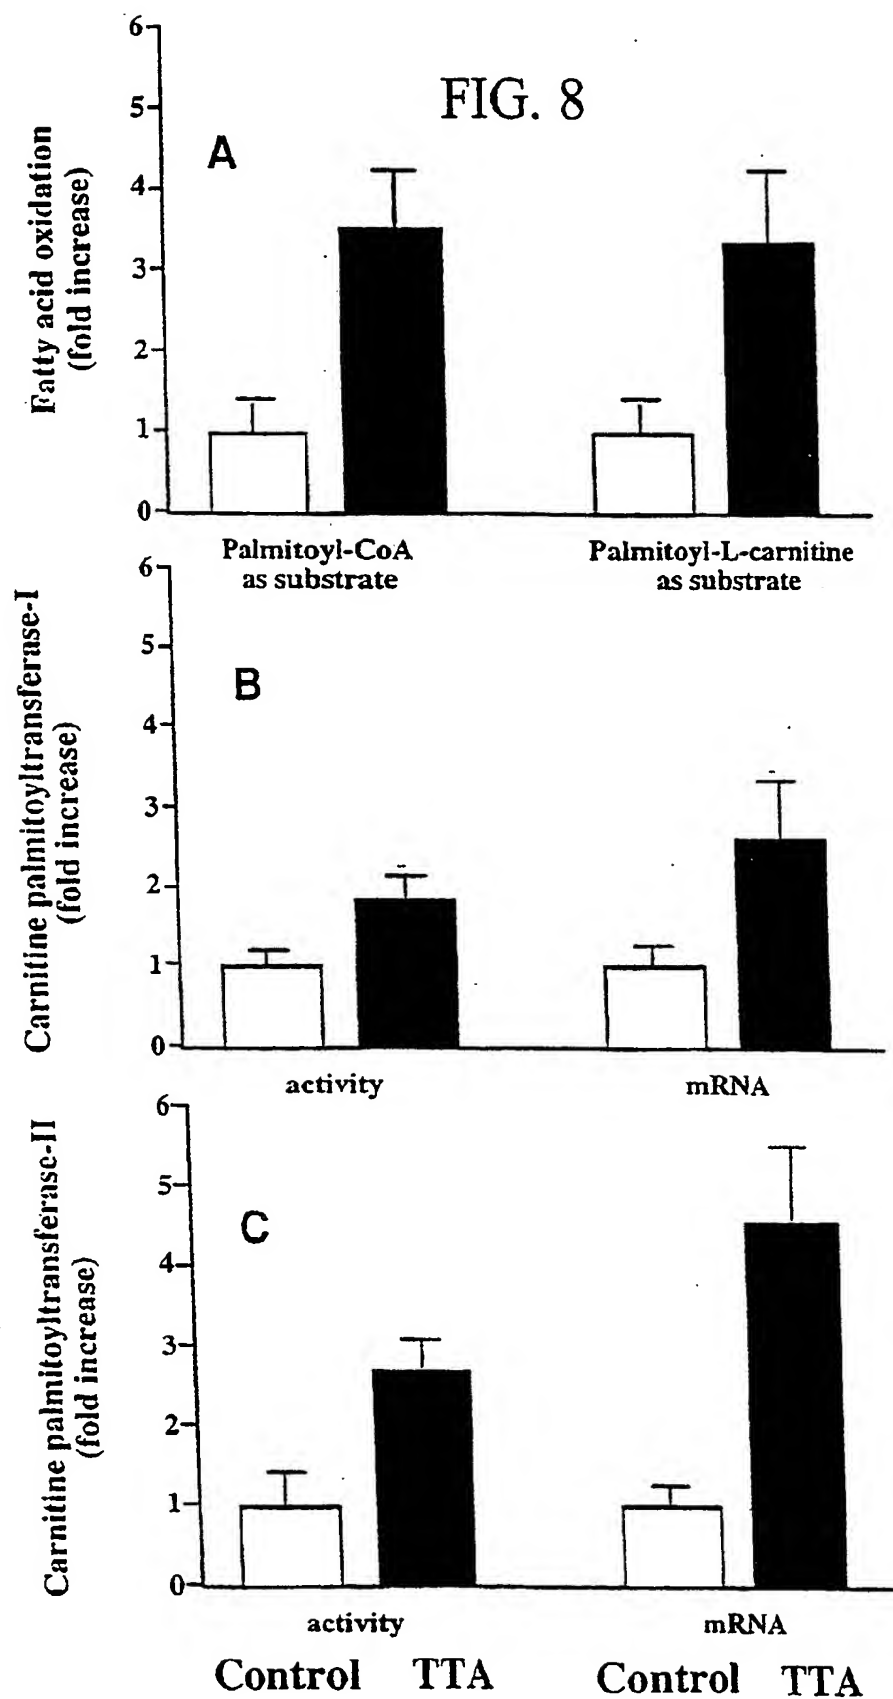 FIG. 8
A
Fatty acid oxidation
(fold increase)
6
5
4
3
2
1
0
Palmitoyl-CoA
as substrate
Palmitoyl-L-carnitine
as substrate
B
Carnitine palmitoyltransferase-I
(fold increase)
6
5
4
3
2
1
0
activity
mRNA
C
Carnitine palmitoyltransferase-II
(fold increase)
6
5
4
3
2
1
0
activity
mRNA
Control TTA
Control TTA